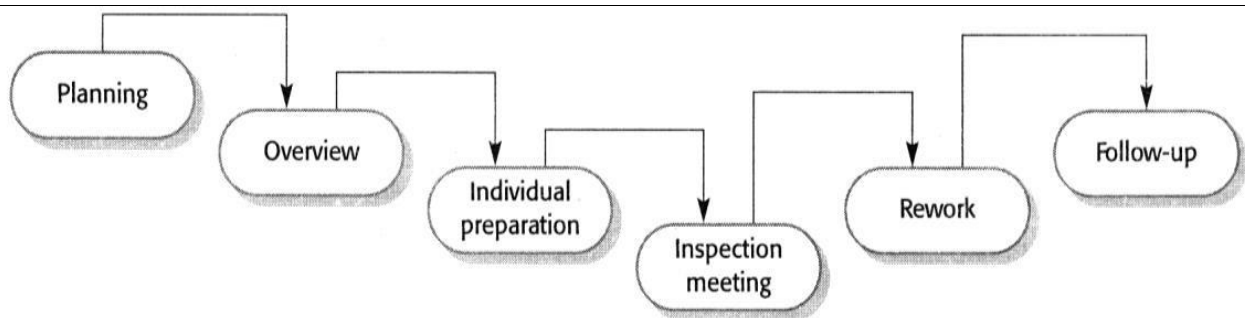 Planning
Overview
Individual
preparation
Inspection
meeting
Rework
Follow-up